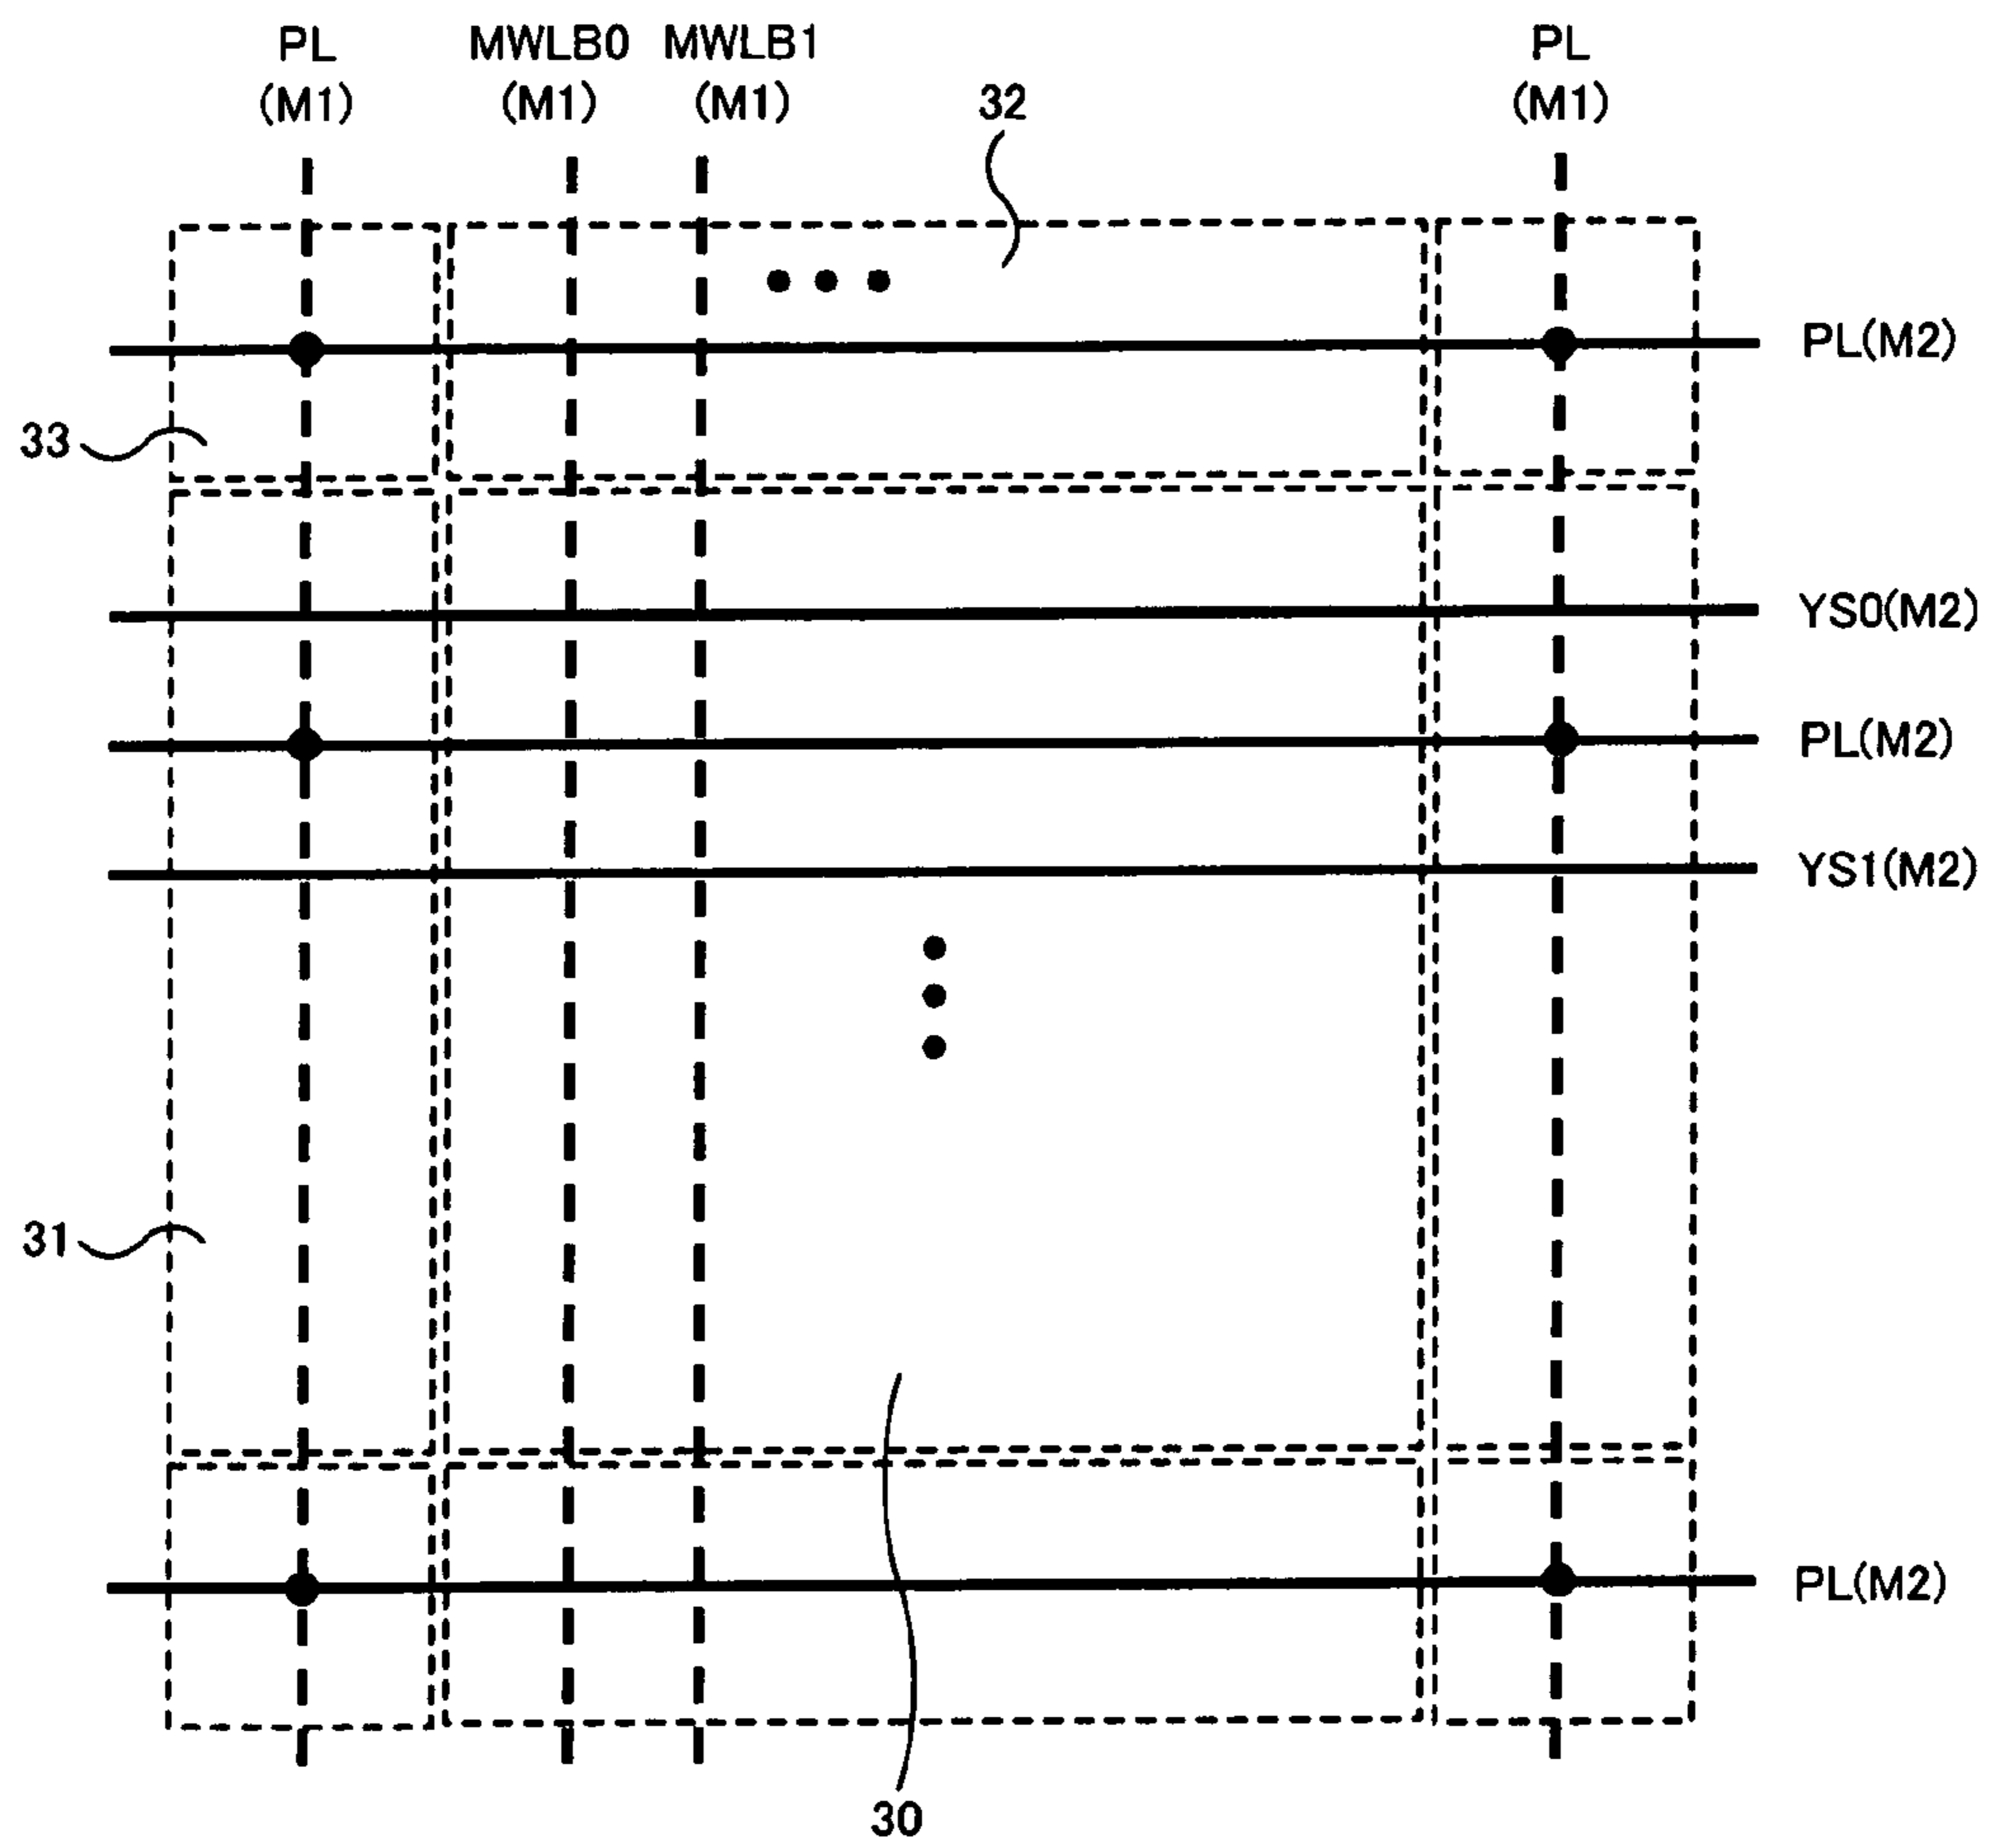 PL MWLB0 MWLB1 PL
(M1) (M1) (M1) (M1)
32
PL(M2)
33
YS0(M2)
PL(M2)
YS1(M2)
31
PL(M2)
30